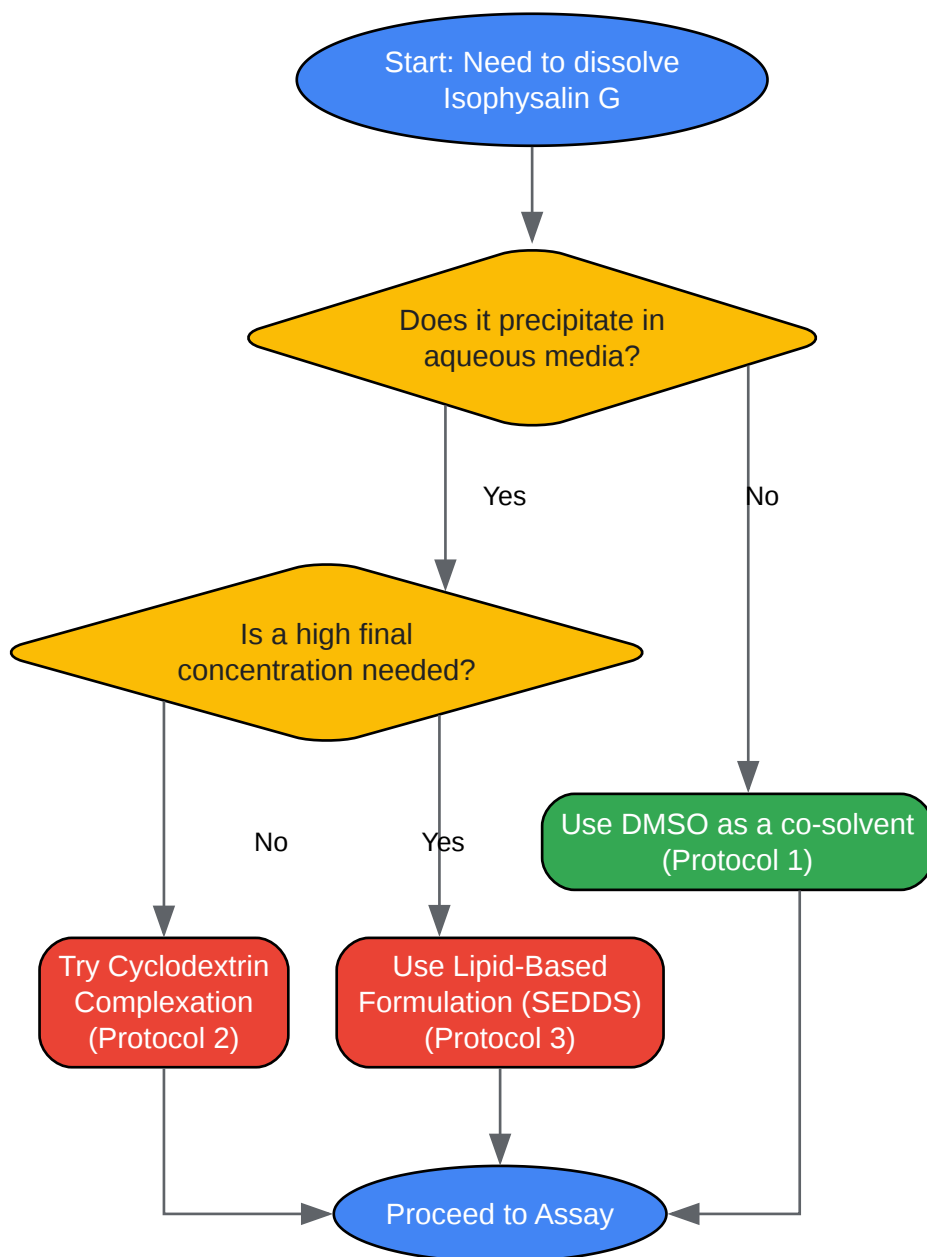 Start: Need to dissolve
Isophysalin G
Does it precipitate in
aqueous media?
Yes
No
Is a high final
concentration needed?
Use DMSO as a co-solvent
(Protocol 1)
No
Yes
Try Cyclodextrin
Complexation
(Protocol 2)
Use Lipid-Based
Formulation (SEDDS)
(Protocol 3)
Proceed to Assay